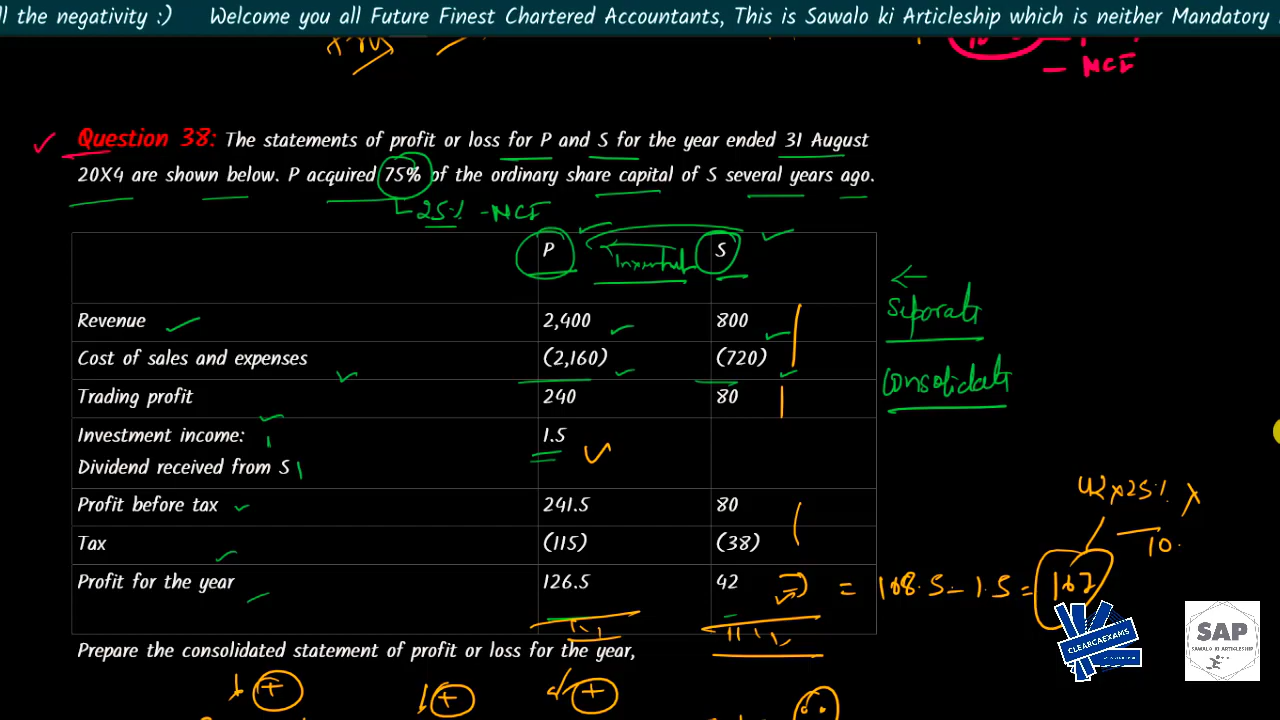 ll the negativity :) Welcome you all Future Finest Chartered Accountants, This is Sawalo ki Articleship which is neither Mandatory
— NCI
Question 38: The statements of profit or loss for P and S for the year ended 31 August
20X4 are shown below. P acquired 75% of the ordinary share capital of S several years ago.
25% - NCI
P S
Revenue 2,400 800
Cost of sales and expenses (2,160) (720)
Separate
Consolidate
Trading profit 240 80
Investment income: 1.5
Dividend received from S
42x25%
10.
Profit before tax 241.5 80
Tax (115) (38)
Profit for the year 126.5 42 = 168.5 - 1.5 = 167
Prepare the consolidated statement of profit or loss for the year,
CLEARCAEXAMS
SAP
SAWALO KI ARTICLESHIP